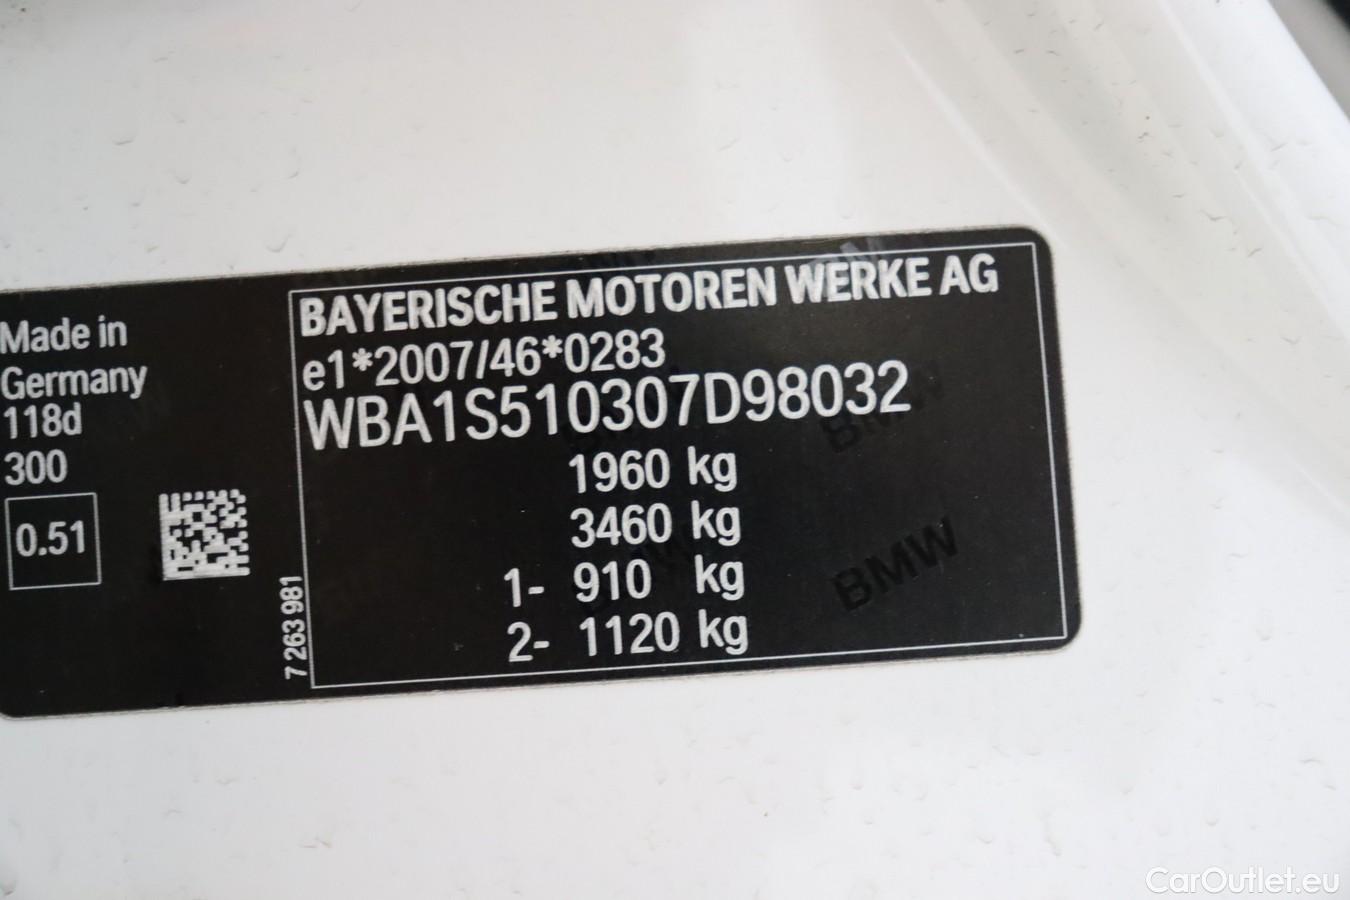 Made in
Germany
118d
300
0.51
7 263 981
BAYERISCHE MOTOREN WERKE AG
e1*2007/46*0283
WBA1S510307D98032
1960 kg
3460 kg
1- 910 kg
2- 1120 kg
BMW
BMW
CarOutlet.eu